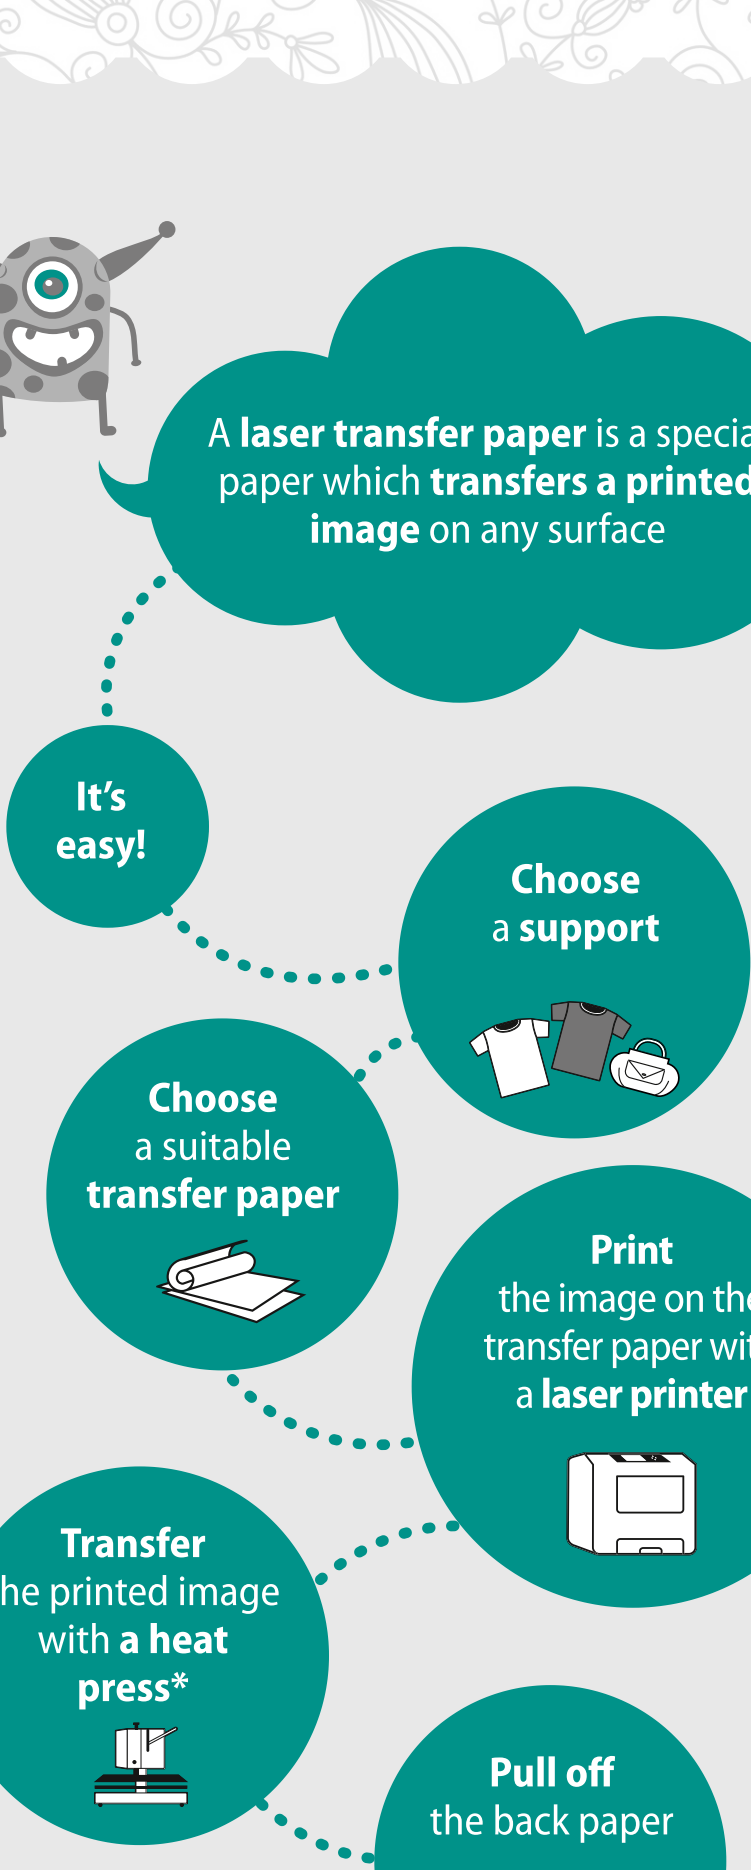 A laser transfer paper is a specia
paper which transfers a printed
image on any surface
It's
easy!
Choose
a support
Choose
a suitable
transfer paper
Print
the image on the
transfer paper wit
a laser printer
Transfer
he printed image
with a heat
press*
Pull off
the back paper